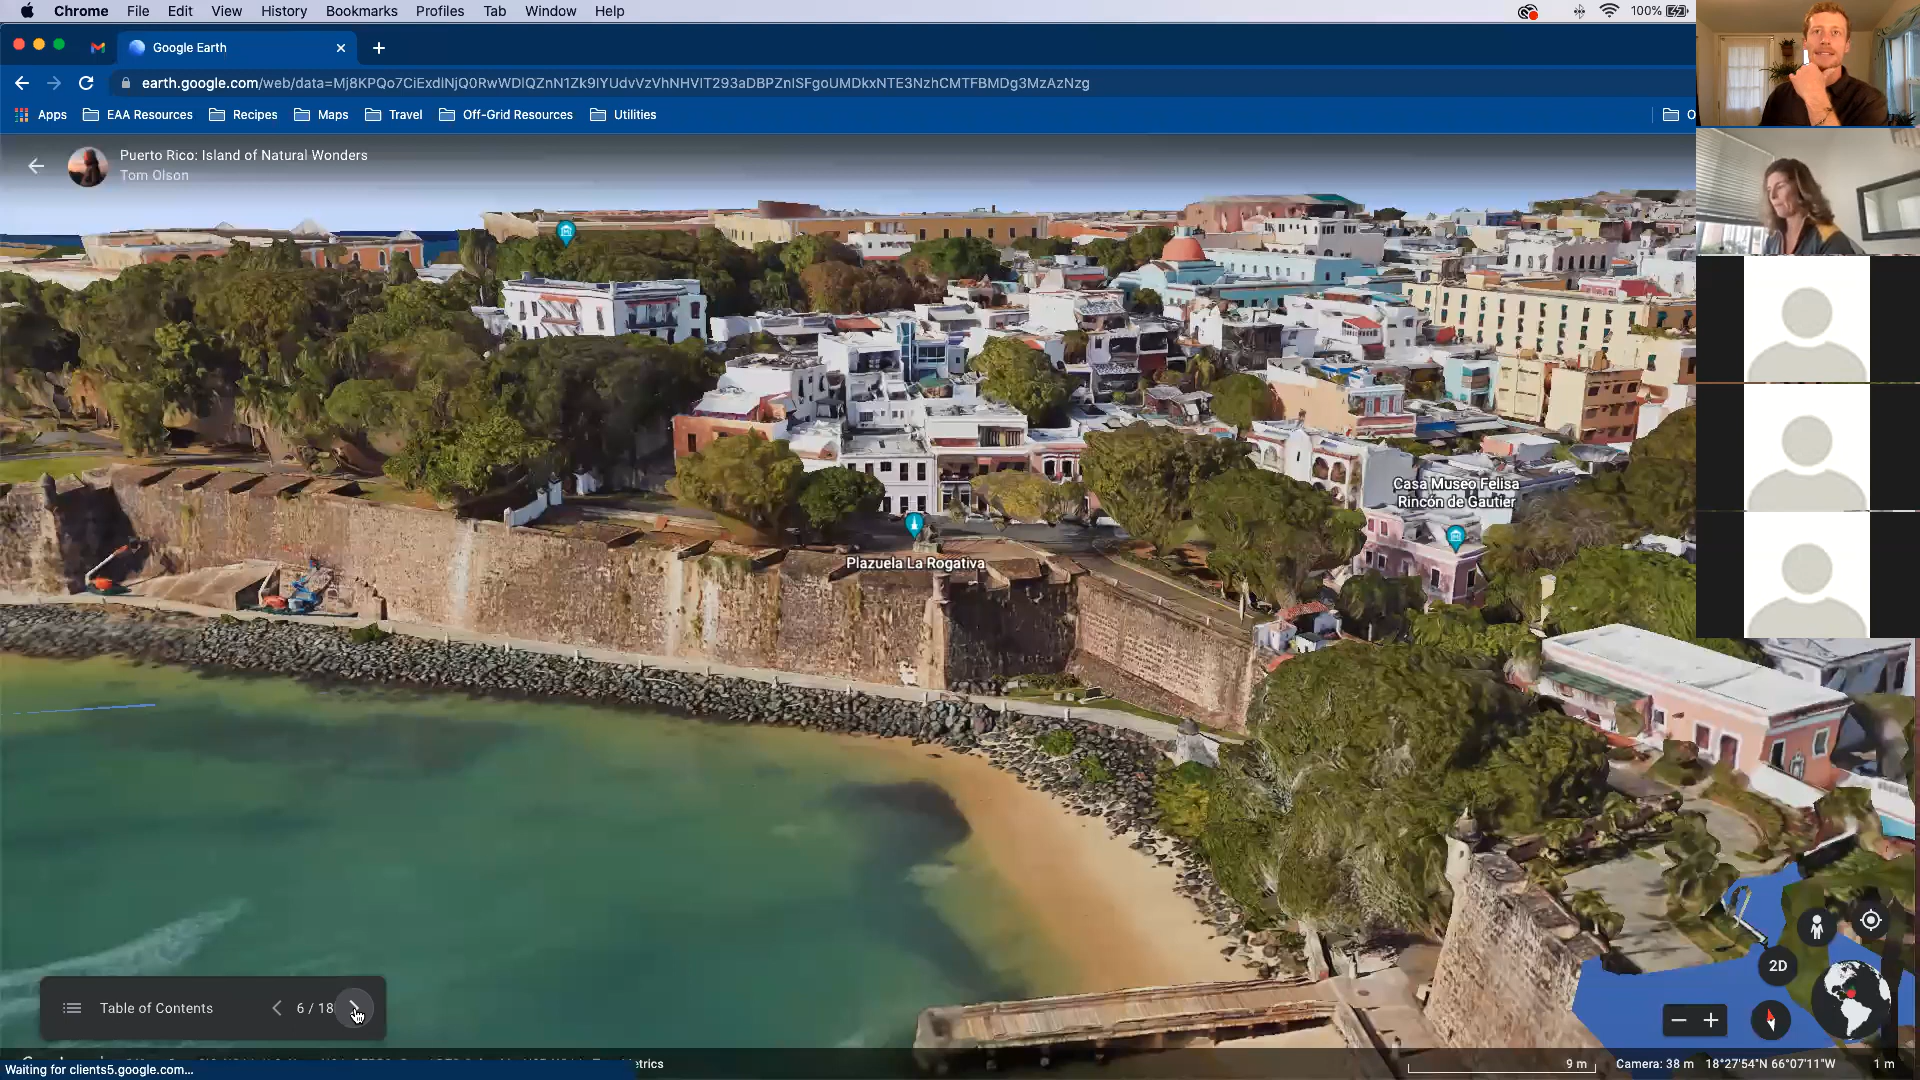 Chrome File Edit View History Bookmarks Profiles Tab Window Help
100%
Google Earth
earth.google.com/web/data=Mj8KPQo7CiExdlNjQ0RwWDlQZnN1Zk9lYUdvVzVhNHVlT293aDBPZnlSFgoUMDkxNTE3NzhCMTFBMDg3MzAzNzg
Apps EAA Resources Recipes Maps Travel Off-Grid Resources Utilities O
Puerto Rico: Island of Natural Wonders
Tom Olson
Casa Museo Felisa
Rincón de Gautier
Plazuela La Rogativa
2D
Table of Contents 6 / 18
etrics 9 m Camera: 38 m 18°27'54"N 66°07'11"W 1 m
Waiting for clients5.google.com...